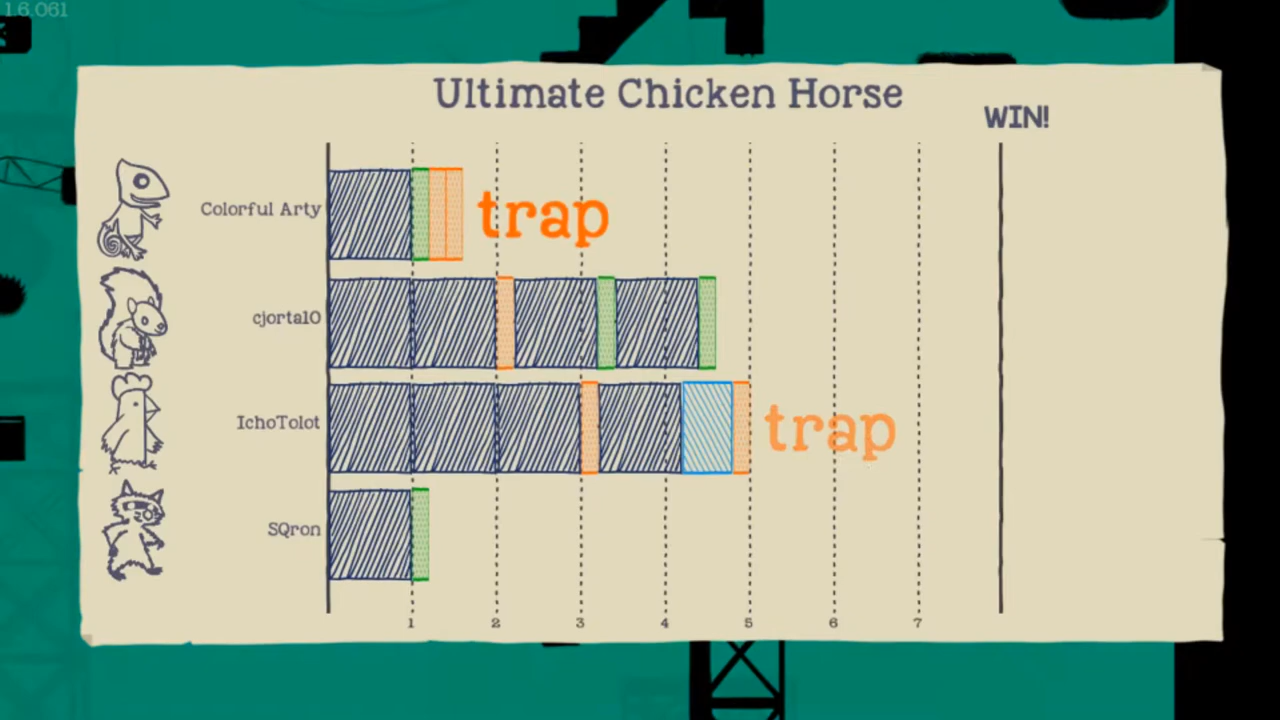 1.6.061
Ultimate Chicken Horse
WIN!
Colorful Arty
trap
cjorta10
IchoTolot
trap
SQron
1 2 3 4 5 6 7